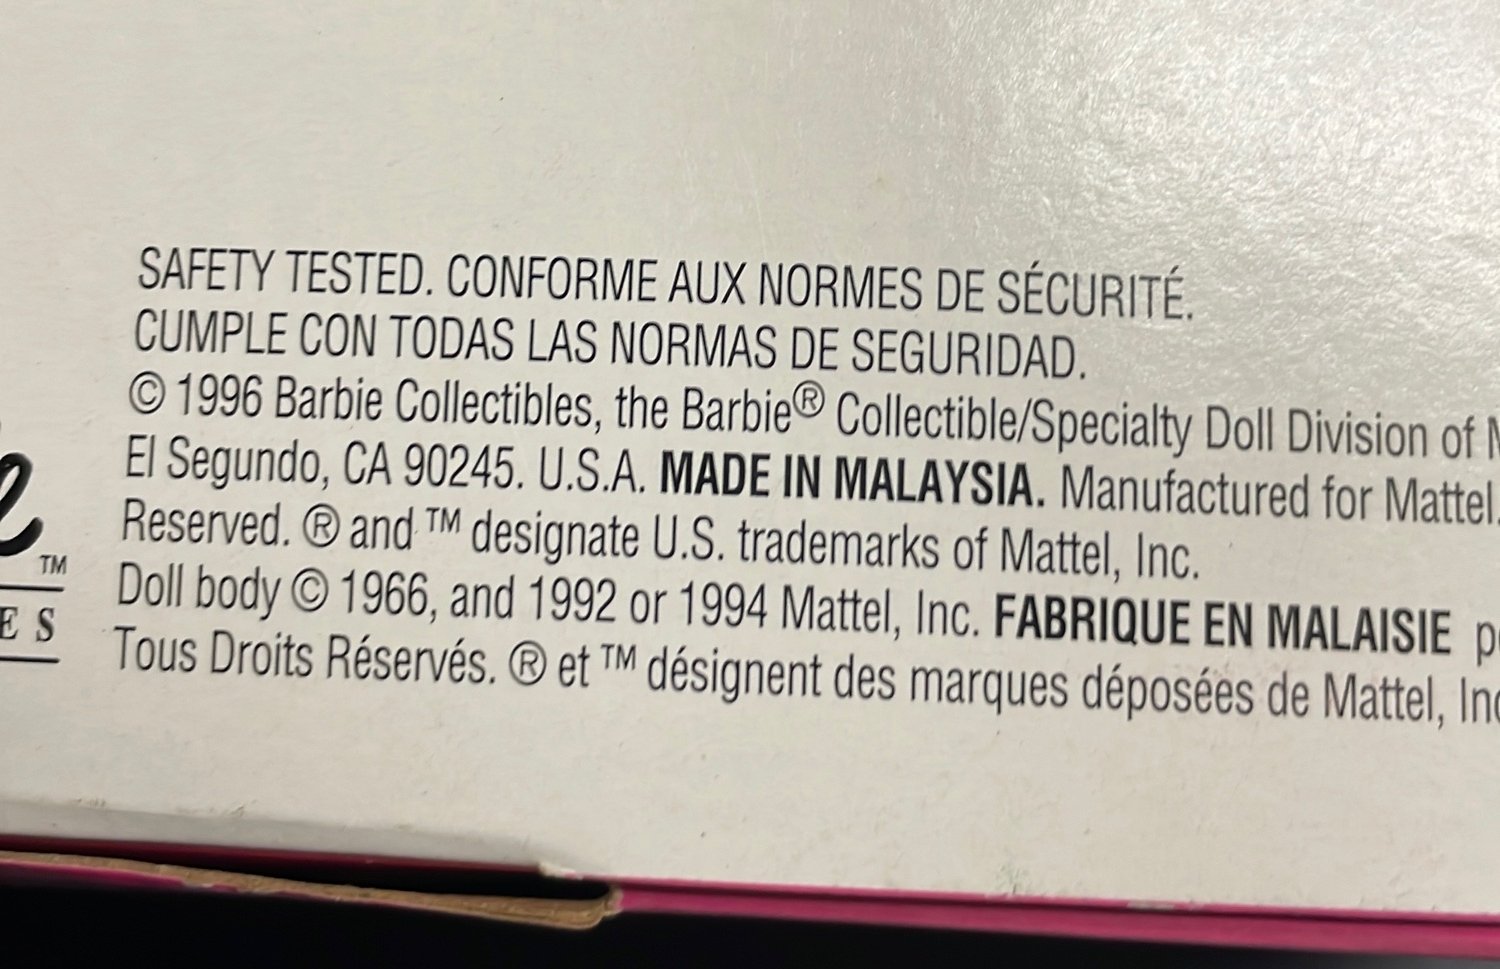 SAFETY TESTED. CONFORME AUX NORMES DE SÉCURITÉ.
CUMPLE CON TODAS LAS NORMAS DE SEGURIDAD.
© 1996 Barbie Collectibles, the Barbie® Collectible/Specialty Doll Division of
El Segundo, CA 90245. U.S.A. MADE IN MALAYSIA. Manufactured for Mattel.
Reserved. ® and ™ designate U.S. trademarks of Mattel, Inc.
Doll body © 1966, and 1992 or 1994 Mattel, Inc. FABRIQUE EN MALAISIE
Tous Droits Réservés. ® et ™ désignent des marques déposées de Mattel,
™
ES